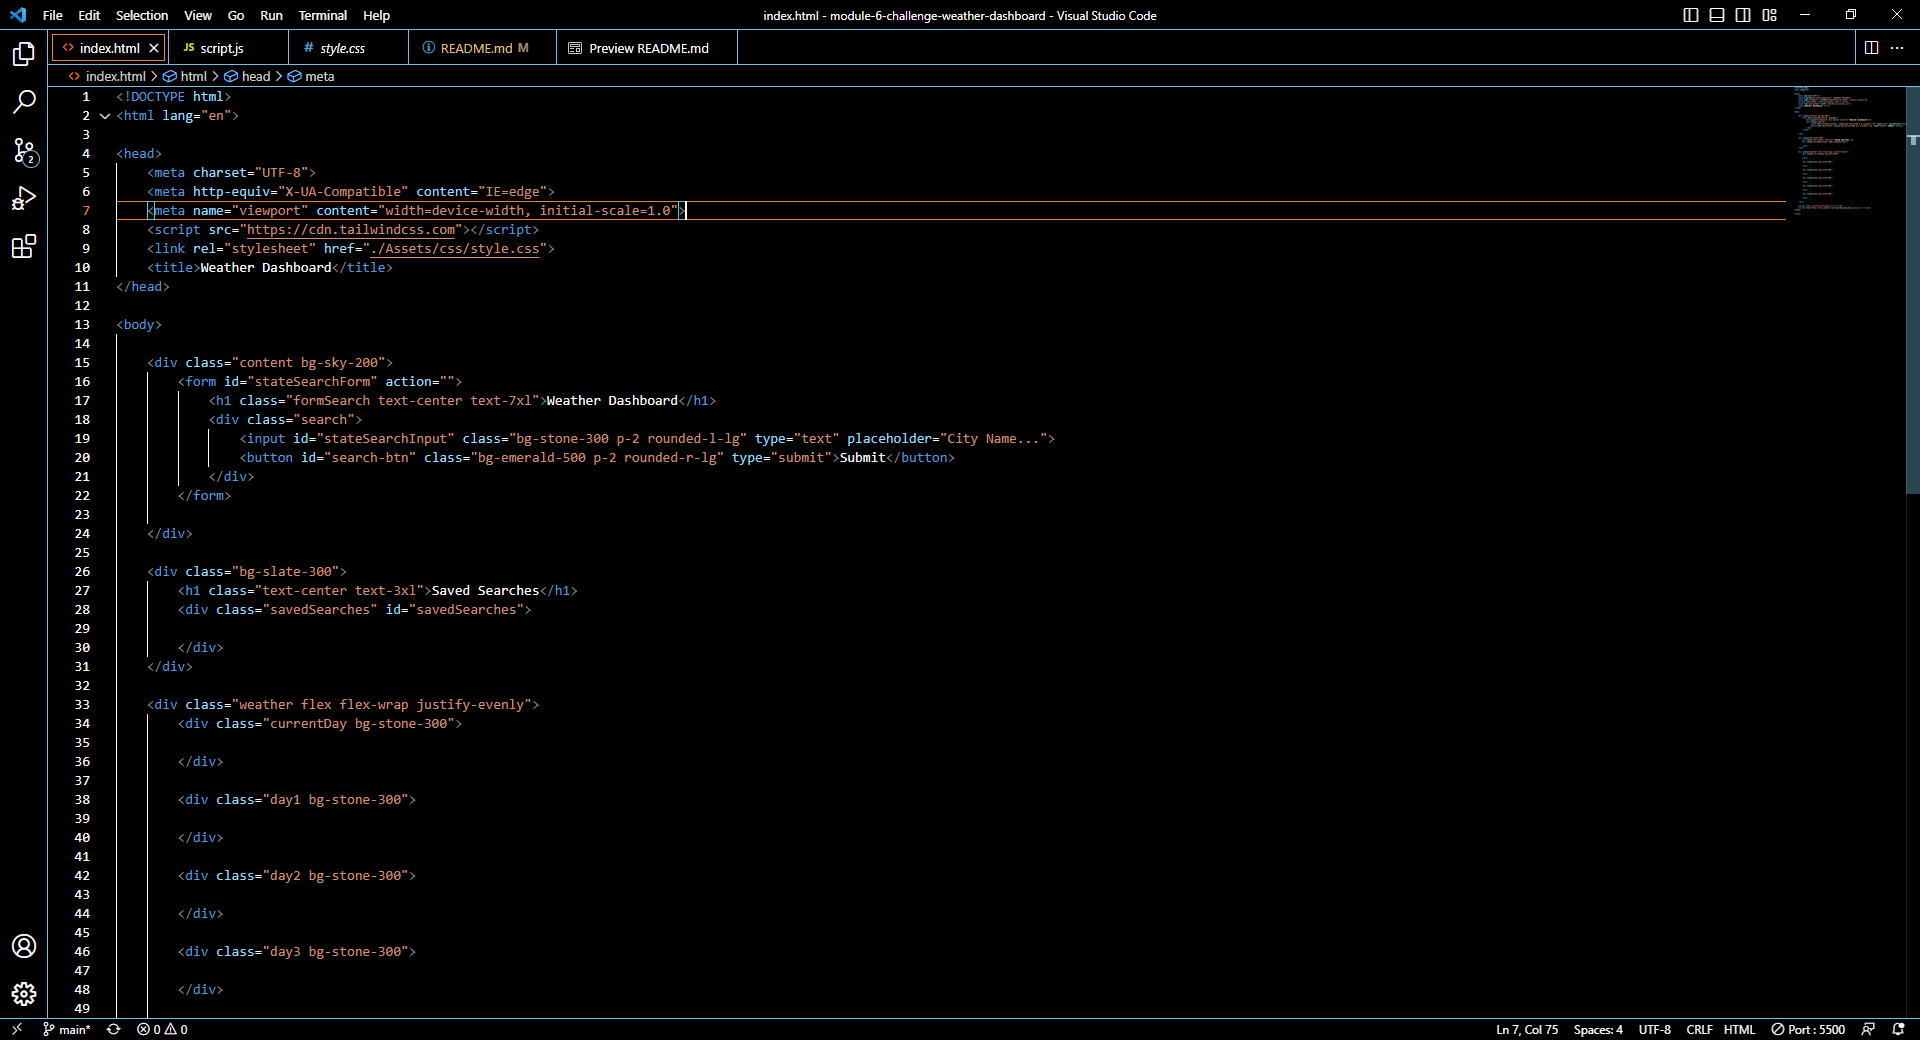 File Edit Selection View Go Run Terminal Help index.html - module-6-challenge-weather-dashboard - Visual Studio Code
<> index.html JS script.js # style.css README.md M Preview README.md
<> index.html > html > head > meta
1 <!DOCTYPE html>
2 <html lang="en">
3
4 <head>
5 <meta charset="UTF-8">
6 <meta http-equiv="X-UA-Compatible" content="IE=edge">
7 <meta name="viewport" content="width=device-width, initial-scale=1.0">
8 <script src="https://cdn.tailwindcss.com"></script>
9 <link rel="stylesheet" href="./Assets/css/style.css">
10 <title>Weather Dashboard</title>
11 </head>
12
13 <body>
14
15 <div class="content bg-sky-200">
16 <form id="stateSearchForm" action="">
17 <h1 class="formSearch text-center text-7xl">Weather Dashboard</h1>
18 <div class="search">
19 <input id="stateSearchInput" class="bg-stone-300 p-2 rounded-l-lg" type="text" placeholder="City Name...">
20 <button id="search-btn" class="bg-emerald-500 p-2 rounded-r-lg" type="submit">Submit</button>
21 </div>
22 </form>
23
24 </div>
25
26 <div class="bg-slate-300">
27 <h1 class="text-center text-3xl">Saved Searches</h1>
28 <div class="savedSearches" id="savedSearches">
29
30 </div>
31 </div>
32
33 <div class="weather flex flex-wrap justify-evenly">
34 <div class="currentDay bg-stone-300">
35
36 </div>
37
38 <div class="day1 bg-stone-300">
39
40 </div>
41
42 <div class="day2 bg-stone-300">
43
44 </div>
45
46 <div class="day3 bg-stone-300">
47
48 </div>
49
2
main* 0 0 Ln 7, Col 75 Spaces: 4 UTF-8 CRLF HTML Port : 5500